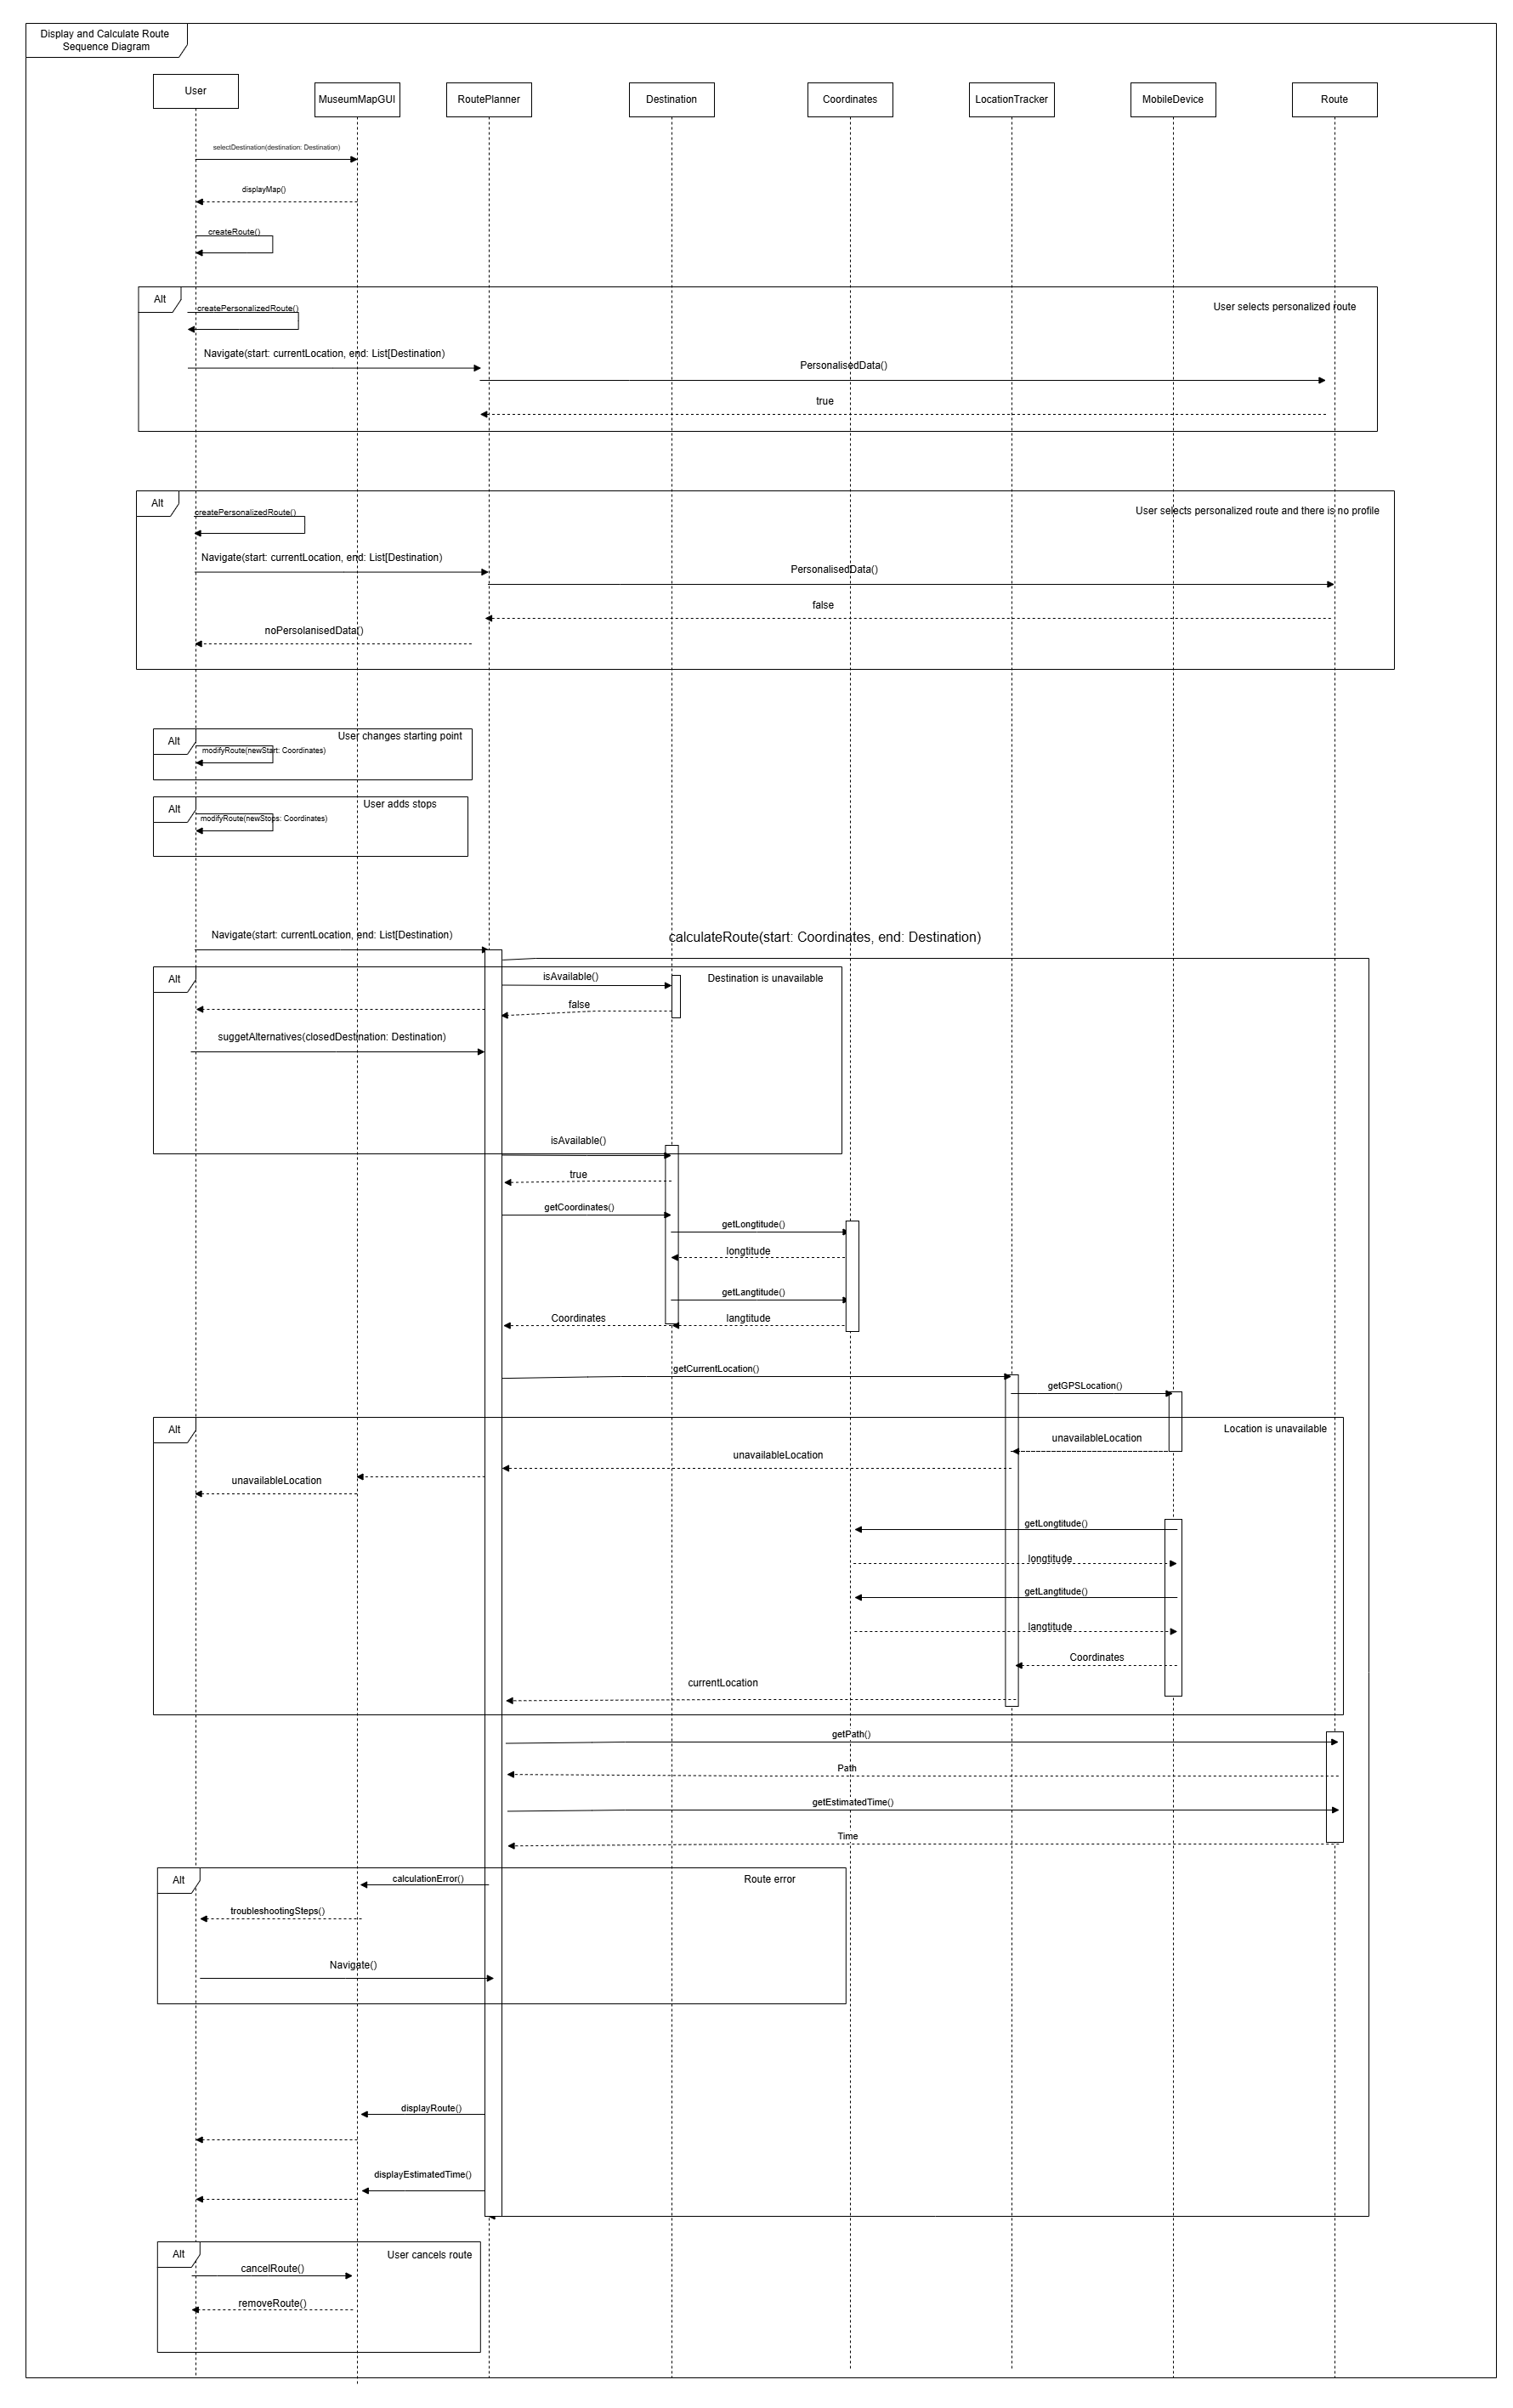 Display and Calculate Route
Sequence Diagram
User
MuseumMapGUI
RoutePlanner
Destination
Coordinates
LocationTracker
MobileDevice
Route
selectDestination(destination: Destination)
displayMap()
createRoute()
Alt
User selects personalized route
createPersonalizedRoute()
Navigate(start: currentLocation, end: List[Destination)
PersonalisedData()
true
Alt
User selects personalized route and there is no profile
createPersonalizedRoute()
Navigate(start: currentLocation, end: List[Destination)
PersonalisedData()
false
noPersolanisedData()
Alt
User changes starting point
modifyRoute(newStart: Coordinates)
Alt
User adds stops
modifyRoute(newStops: Coordinates)
Navigate(start: currentLocation, end: List[Destination)
calculateRoute(start: Coordinates, end: Destination)
Alt
isAvailable()
Destination is unavailable
false
suggetAlternatives(closedDestination: Destination)
isAvailable()
true
getCoordinates()
getLongtitude()
longtitude
getLangtitude()
Coordinates
langtitude
getCurrentLocation()
getGPSLocation()
Alt
Location is unavailable
unavailableLocation
unavailableLocation
unavailableLocation
getLongtitude()
longtitude
getLangtitude()
langtitude
Coordinates
currentLocation
getPath()
Path
getEstimatedTime()
Time
Alt
calculationError()
Route error
troubleshootingSteps()
Navigate()
displayRoute()
displayEstimatedTime()
Alt
User cancels route
cancelRoute()
removeRoute()